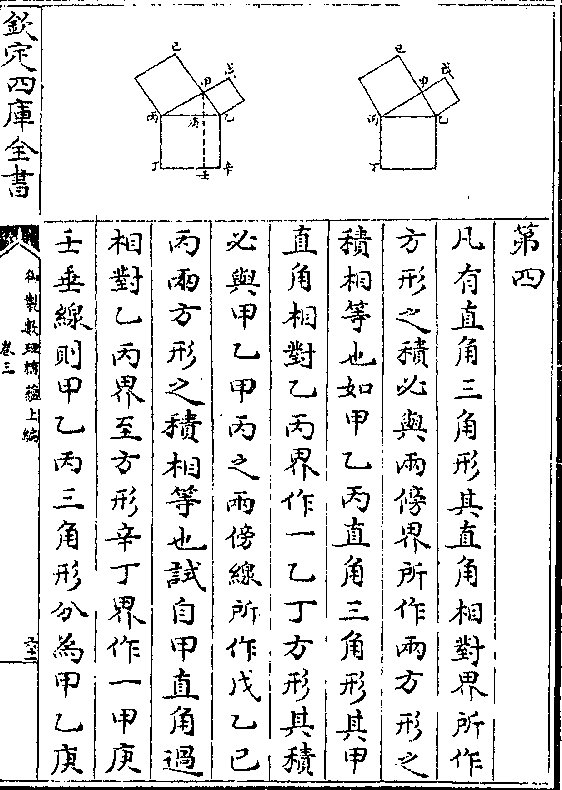 第四
凡有直角三角形其直角相對界所作
方形之積必與兩傍界所作兩方形之
積相等也如甲乙丙直角三角形其甲
直角相對乙丙界作一乙丁方形其積
必與甲乙甲丙之兩傍線所作戊乙己
丙兩方形之積相等也試自甲直角過
相對乙丙界至方形辛丁界作一甲庚
壬垂線則甲乙丙三角形分為甲乙庚
己
戊
甲
丙
乙
丁
己
戊
甲
丙
庚
乙
丁
壬
辛
欽定四庫全書
御製數理精蘊上編
卷三